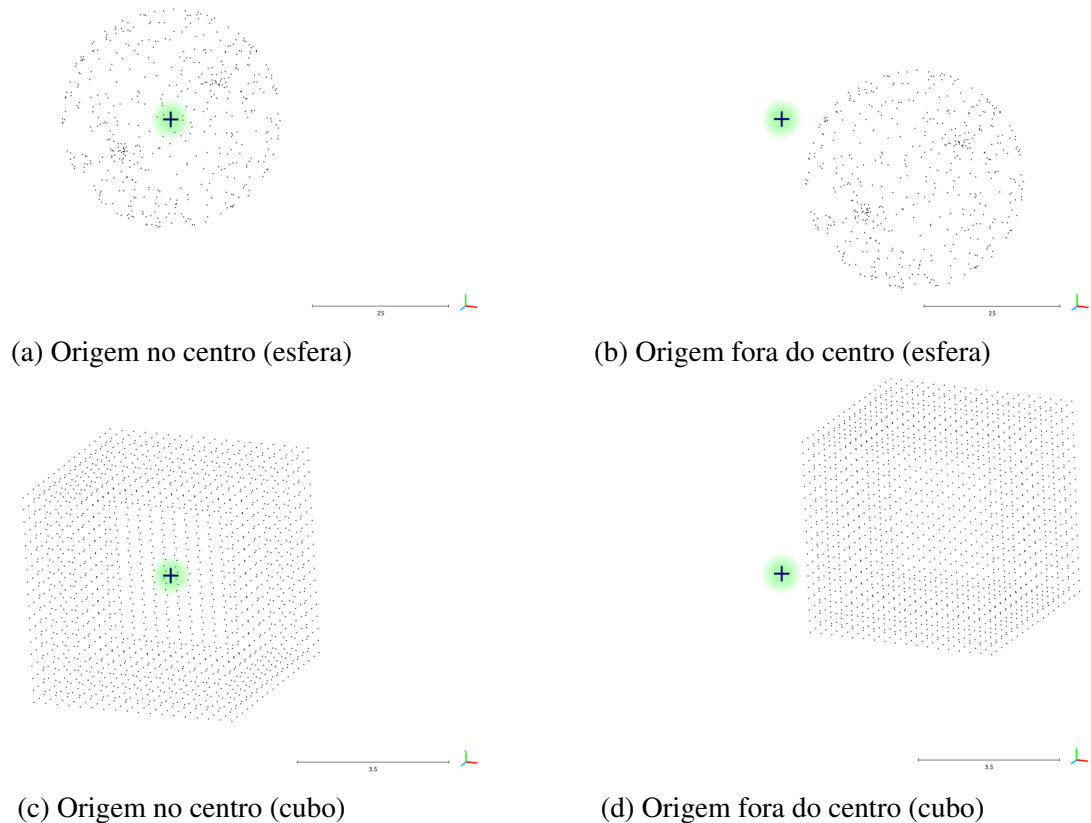 25
25
(a) Origem no centro (esfera)
(b) Origem fora do centro (esfera)
3.5
3.5
(c) Origem no centro (cubo)
(d) Origem fora do centro (cubo)